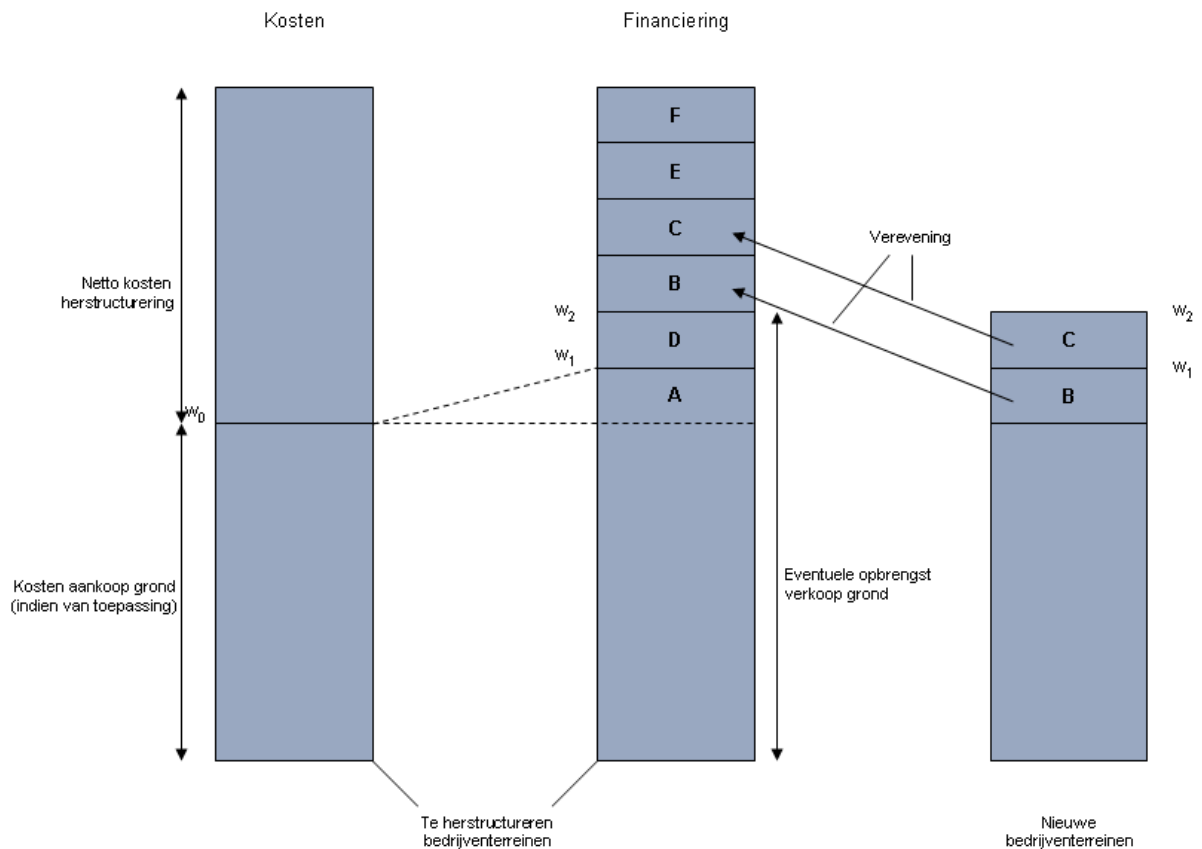 Kosten
Financiering
F
E
C
Verevening
Netto kosten
herstructurering
B
W2
W2
D
C
W1
W1
A
B
W0
Kosten aankoop grond
(indien van toepassing)
Eventuele opbrengst
verkoop grond
Te herstructureren
bedrijventerreinen
Nieuwe
bedrijventerreinen